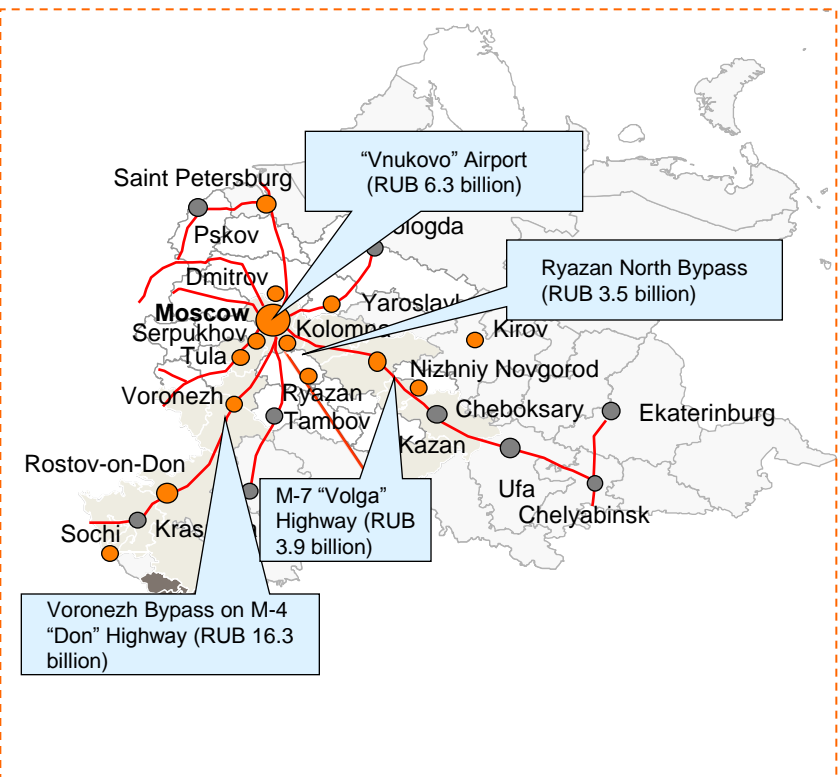 “Vnukovo” Airport
(RUB 6.3 billion)
Saint Petersburg
Pskov
ologda
Ryazan North Bypass
(RUB 3.5 billion)
Dmitrov
Yaroslavl
Moscow
Serpukhov
Kolomna
Kirov
Tula
Nizhniy Novgorod
Voronezh
Ryazan
Tambov
Cheboksary
Ekaterinburg
Kazan
Rostov-on-Don
M-7 “Volga”
Highway (RUB
3.9 billion)
Ufa
Chelyabinsk
Sochi
Kras
Voronezh Bypass on M-4
“Don” Highway (RUB 16.3
billion)